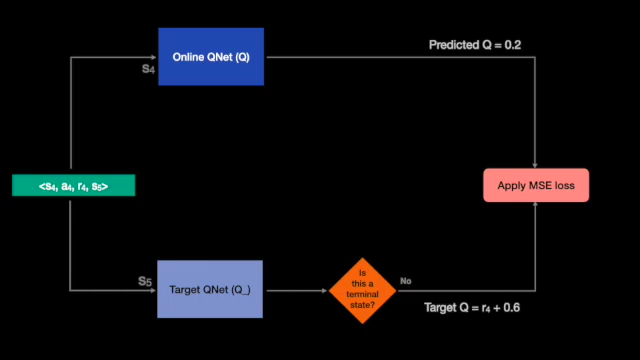 Predicted Q = 0.2
Online QNet (Q)
S₄
<s₄, a₄, r₄, s₅>
Apply MSE loss
S₅
Target QNet (Q_)
Is
this a
terminal
state?
No
Target Q = r₄ + 0.6